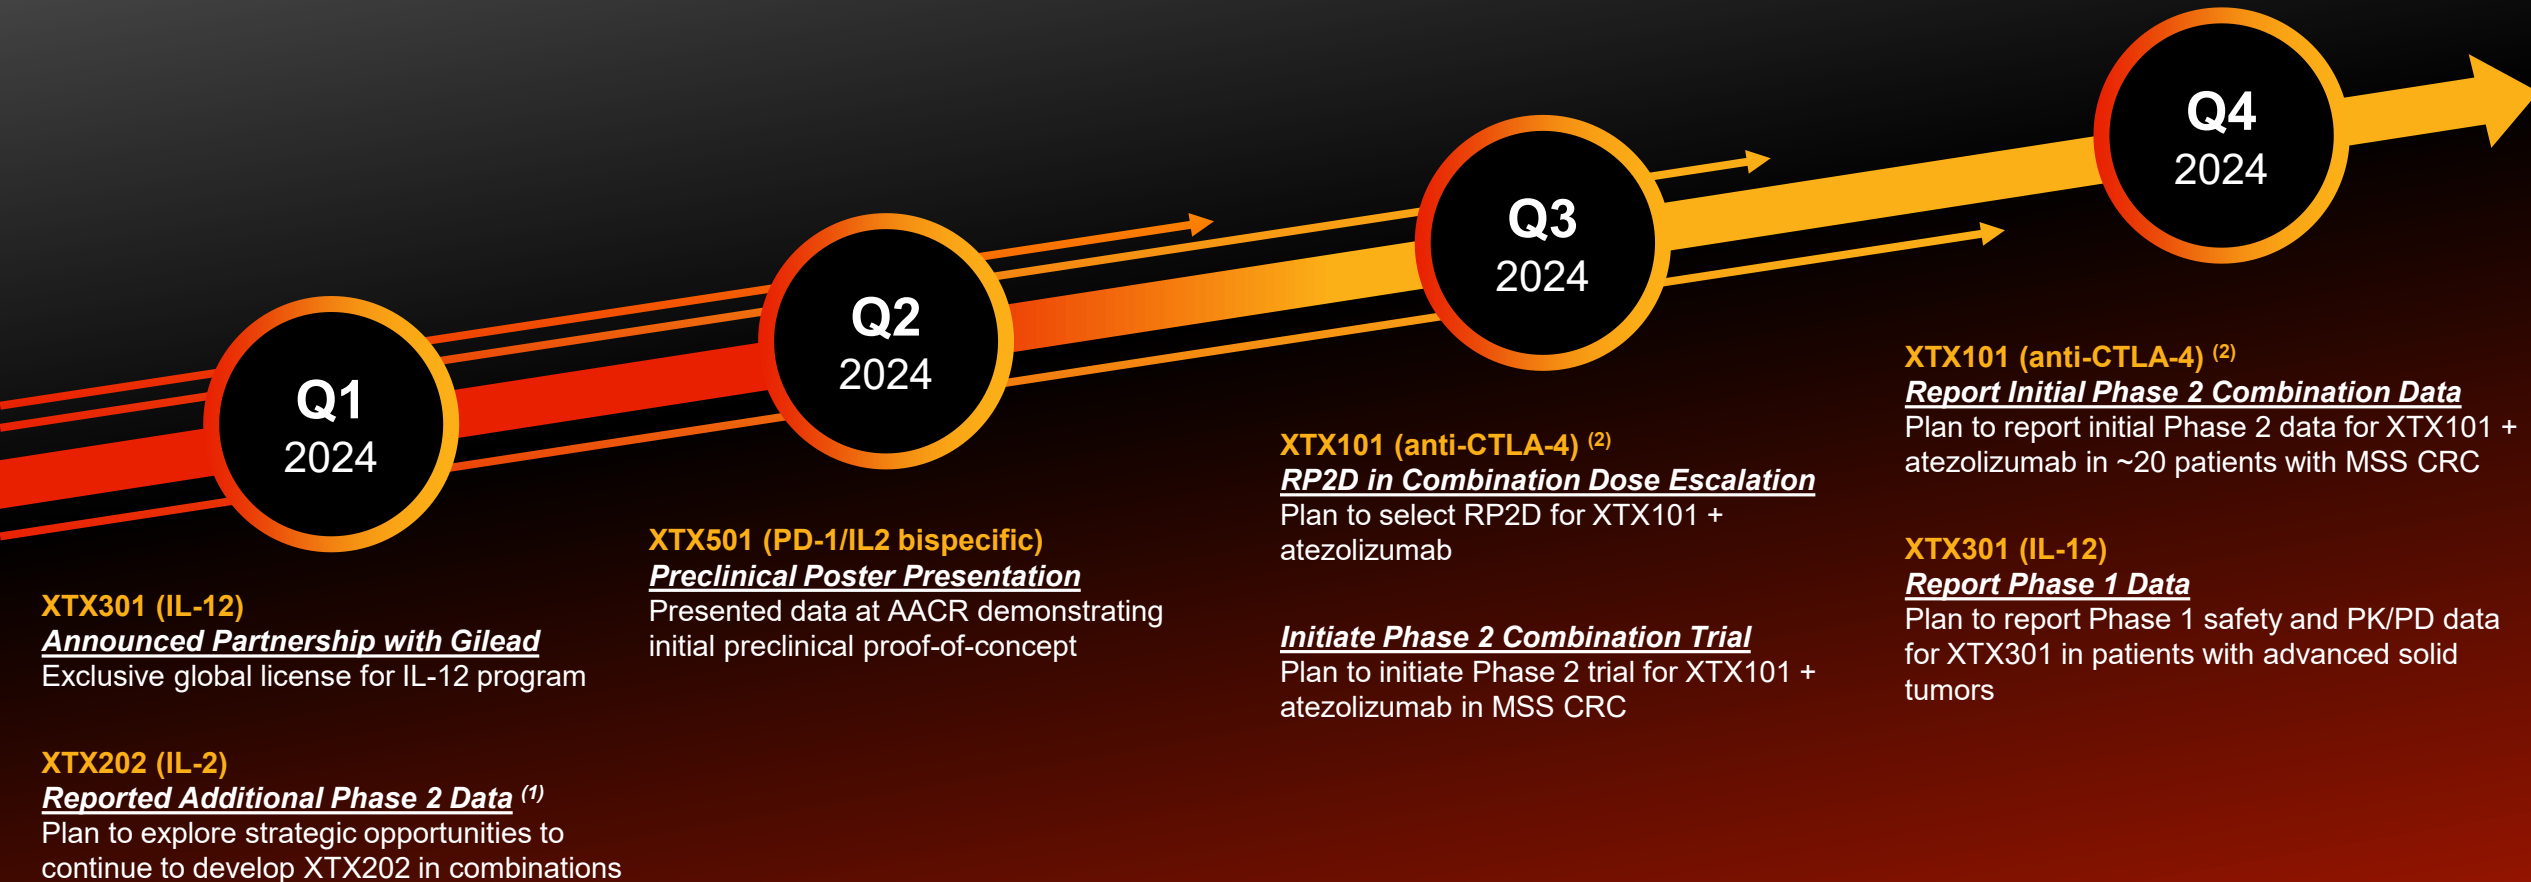 Q1
2024
XTX301 (IL-12)
Announced Partnership with Gilead
Exclusive global license for IL-12 program
XTX202 (IL-2)
Reported Additional Phase 2 Data (1)
Plan to explore strategic opportunities to
continue to develop XTX202 in combinations
Q2
2024
XTX501 (PD-1/IL2 bispecific)
Preclinical Poster Presentation
Presented data at AACR demonstrating
initial preclinical proof-of-concept
Q3
2024
XTX101 (anti-CTLA-4) (2)
RP2D in Combination Dose Escalation
Plan to select RP2D for XTX101 +
atezolizumab
Initiate Phase 2 Combination Trial
Plan to initiate Phase 2 trial for XTX101 +
atezolizumab in MSS CRC
Q4
2024
XTX101 (anti-CTLA-4) (2)
Report Initial Phase 2 Combination Data
Plan to report initial Phase 2 data for XTX101 +
atezolizumab in ~20 patients with MSS CRC
XTX301 (IL-12)
Report Phase 1 Data
Plan to report Phase 1 safety and PK/PD data
for XTX301 in patients with advanced solid
tumors